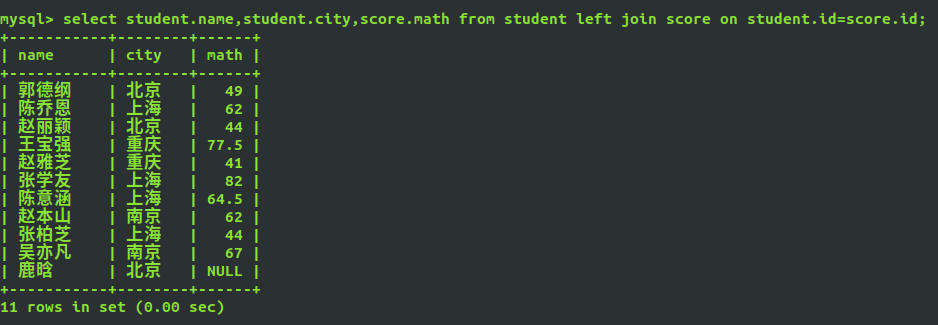 mysql> select student.name,student.city,score.math from student left join score on student.id=score.id;
+-----------+--------+------+
| name      | city   | math |
+-----------+--------+------+
| 郭德纲    | 北京   |   49 |
| 陈乔恩    | 上海   |   62 |
| 赵丽颖    | 北京   |   44 |
| 王宝强    | 重庆   | 77.5 |
| 赵雅芝    | 重庆   |   41 |
| 张学友    | 上海   |   82 |
| 陈意涵    | 上海   | 64.5 |
| 赵本山    | 南京   |   62 |
| 张柏芝    | 上海   |   44 |
| 吴亦凡    | 南京   |   67 |
| 鹿晗      | 北京   | NULL |
+-----------+--------+------+
11 rows in set (0.00 sec)